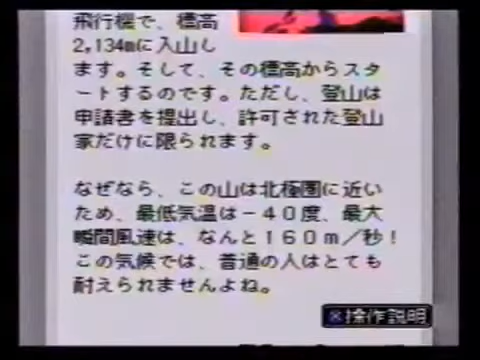 飛行機で、標高
2,134mに入山し
ます。そして、その標高からスタ
ートするのです。ただし、登山は
申請書を提出し、許可された登山
家だけに限られます。
なぜなら、この山は北極圏に近い
ため、最低気温は－４０度、最大
瞬間風速は、なんと１６０ｍ／秒！
この気候では、普通の人はとても
耐えられませんよね。
※操作説明